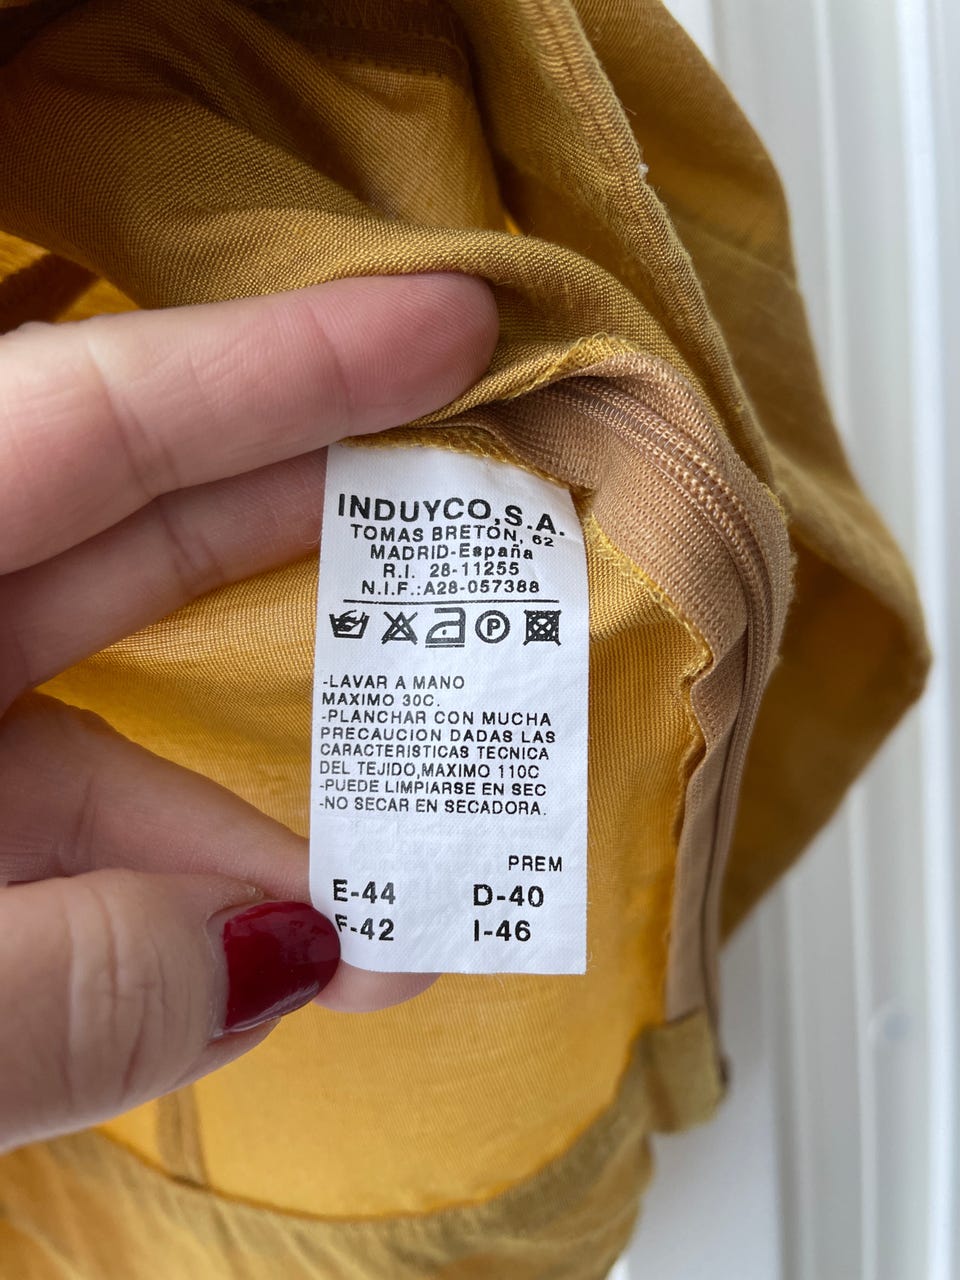 INDUYCO,S.A.
TOMAS BRETON, 62
MADRID-España
R.I. 28-11255
N.I.F.:A28-057388
P
-LAVAR A MANO
MAXIMO 30C.
-PLANCHAR CON MUCHA
PRECAUCION DADAS LAS
CARACTERISTICAS TECNICA
DEL TEJIDO,MAXIMO 110C
-PUEDE LIMPIARSE EN SEC
-NO SECAR EN SECADORA.
PREM
E-44 D-40
F-42 I-46